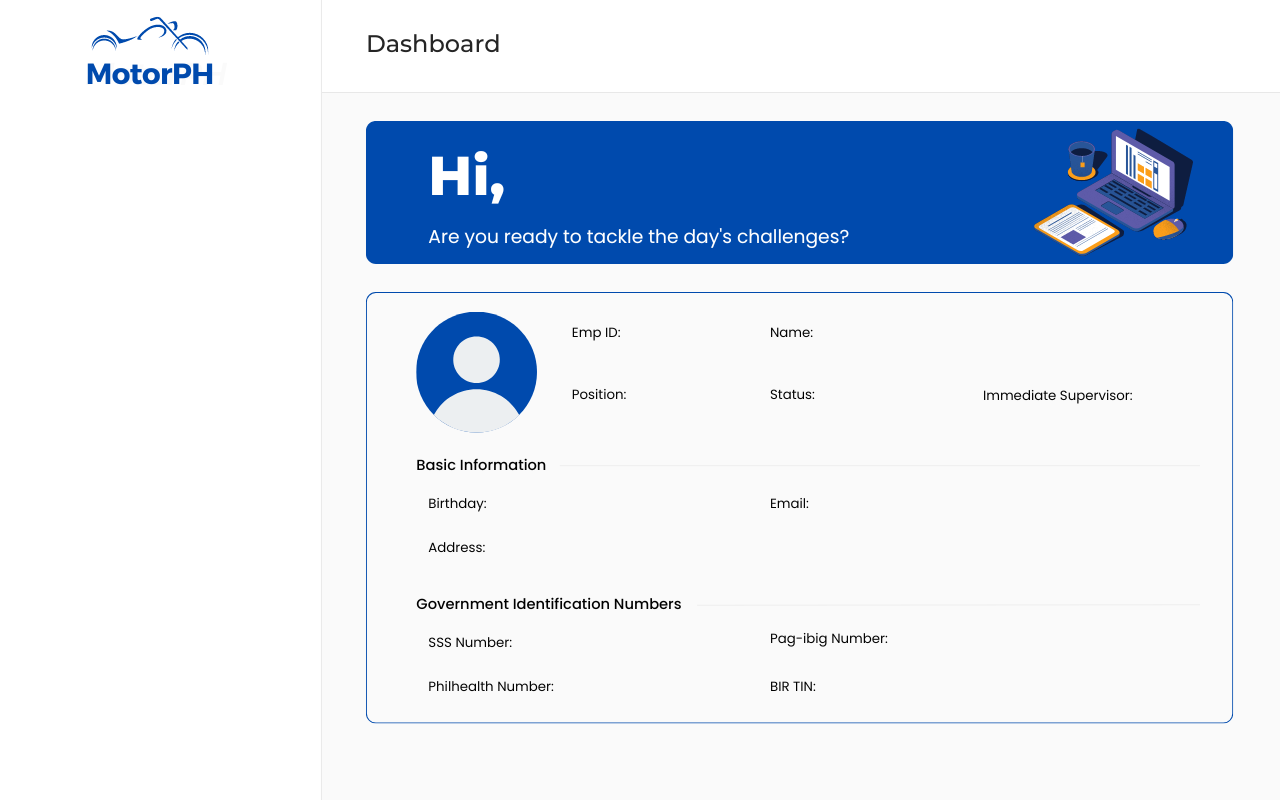 MotorPH
Dashboard
Hi,
Are you ready to tackle the day's challenges?
Emp ID:
Name:
Position:
Status:
Immediate Supervisor:
Basic Information
Birthday:
Email:
Address:
Government Identification Numbers
SSS Number:
Pag-ibig Number:
Philhealth Number:
BIR TIN: